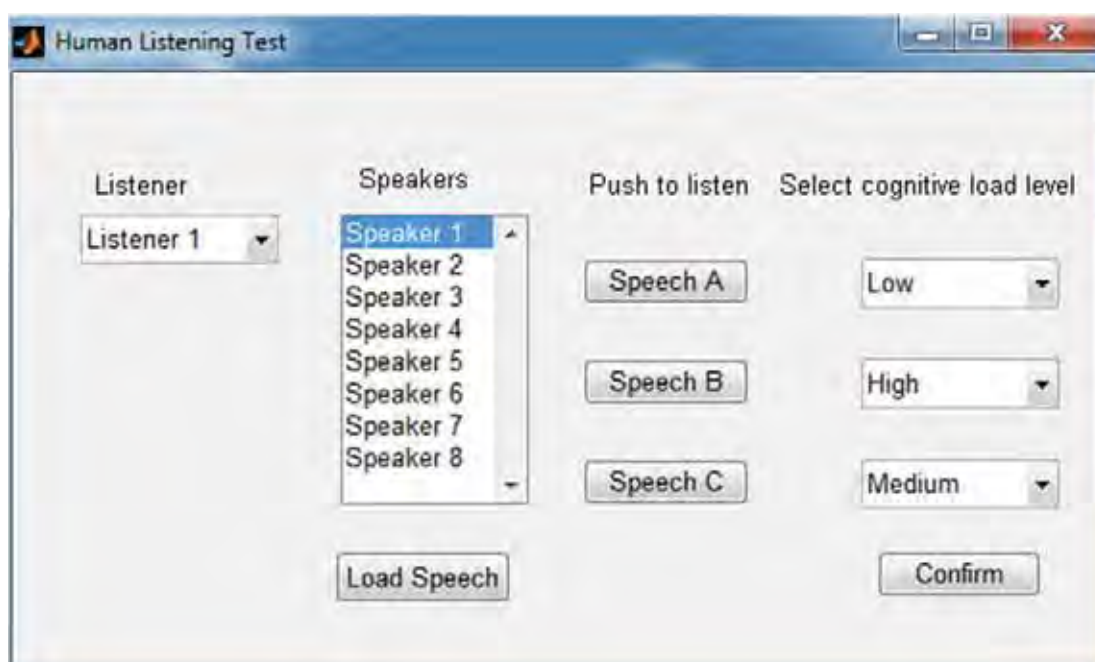 Human Listening Test
Listener
Speakers
Push to listen
Select cognitive load level
Listener 1
Speaker 1
Speaker 2
Speaker 3
Speaker 4
Speaker 5
Speaker 6
Speaker 7
Speaker 8
Speech A
Low
Speech B
High
Speech C
Medium
Load Speech
Confirm